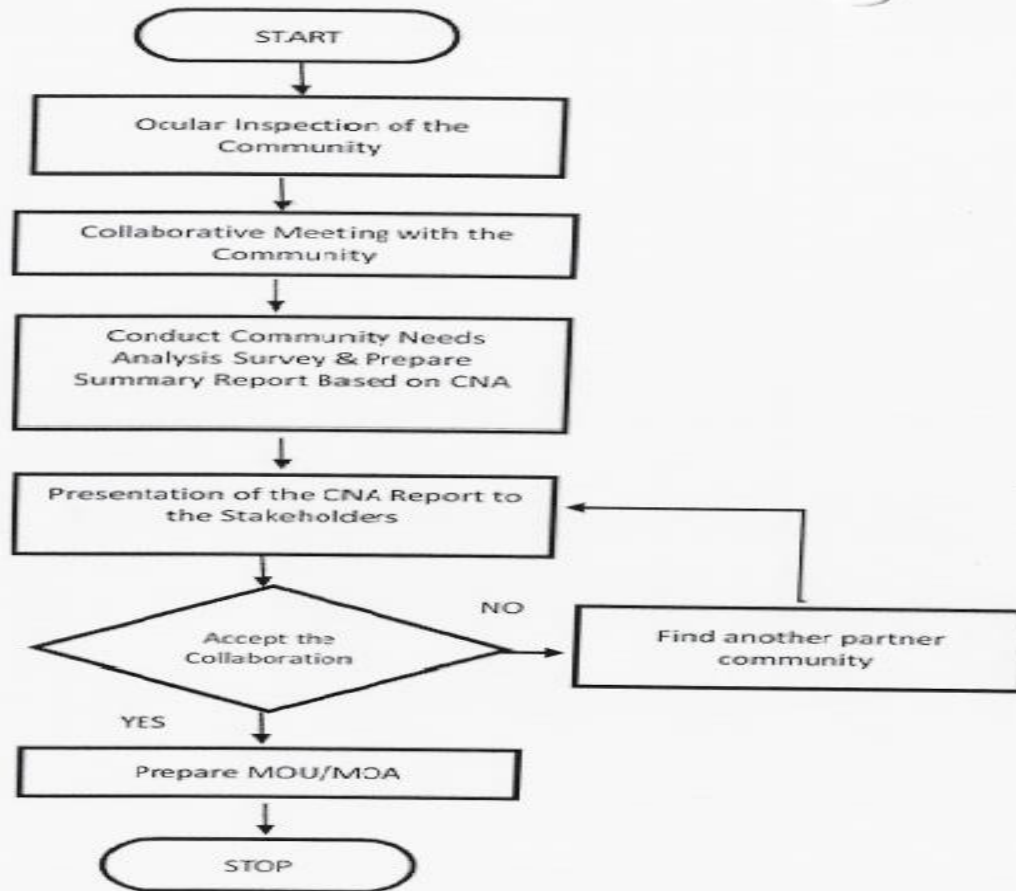 START
Ocular Inspection of the
Community
Collaborative Meeting with the
Community
Conduct Community Needs
Analysis Survey & Prepare
Summary Report Based on CNA
Presentation of the CNA Report to
the Stakeholders
NO
Accept the
Collaboration
Find another partner
community
YES
Prepare MOU/MOA
STOP